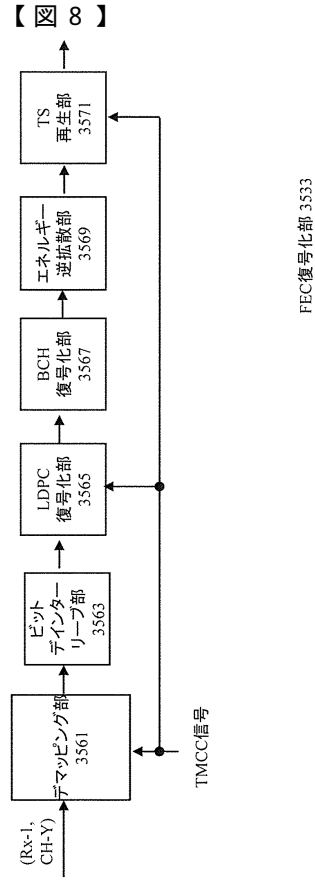 【図8】
(Rx-1,
CH-Y)
デマッピング部
3561
ビット
デインター
リーブ部
3563
LDPC
復号化部
3565
BCH
復号化部
3567
エネルギー
逆拡散部
3569
TS
再生部
3571
TMCC信号
FEC復号化部 3533